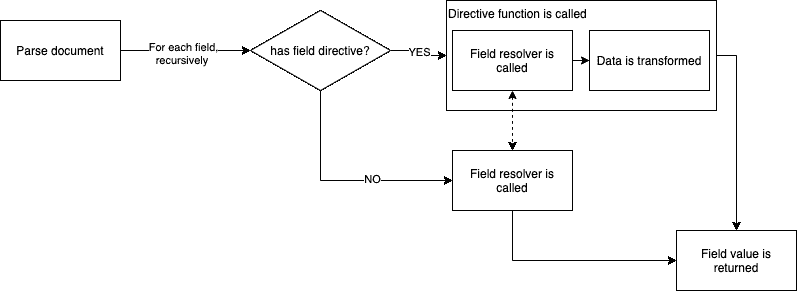 Directive function is called
Parse document
For each field,
recursively
has field directive?
YES
Field resolver is
called
Data is transformed
NO
Field resolver is
called
Field value is
returned